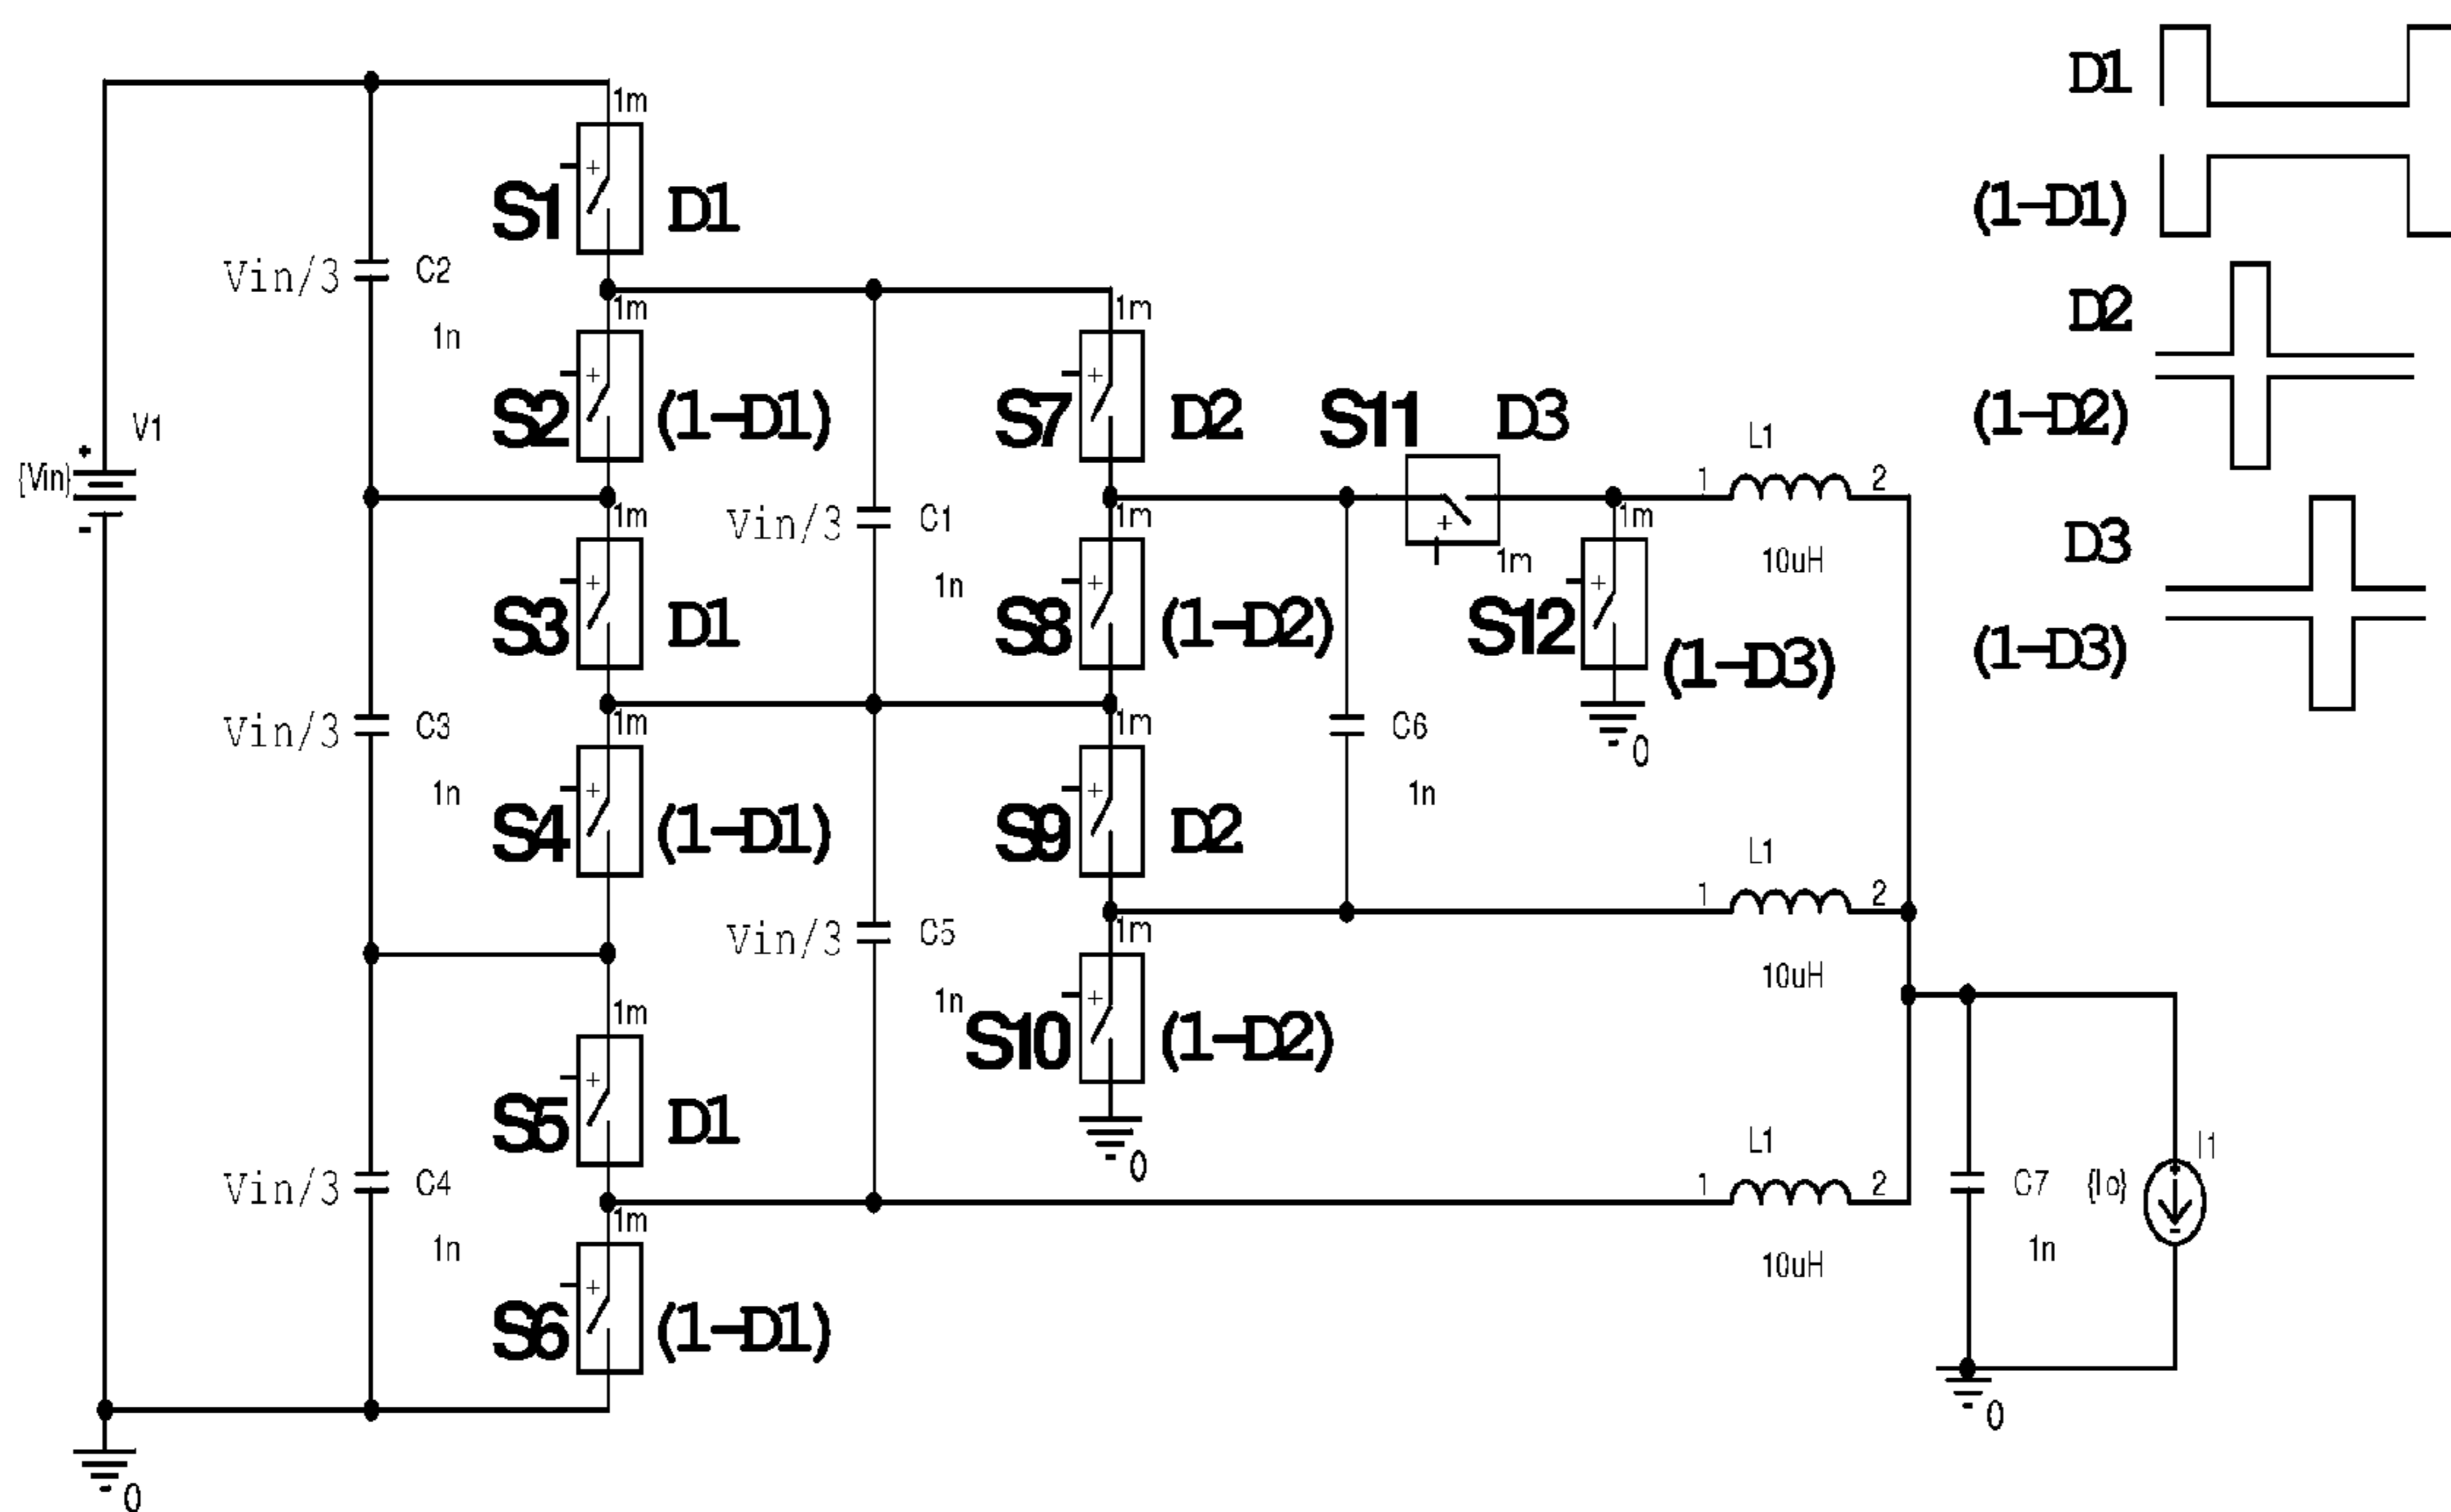 D1
1m
+
S1 D1
(1-D1)
Vin/3 C2
1n
1m 1m
D2
+ +
S2 (1-D1) S7 D2 S11 D3
(1-D2)
V1
+
{Vin}
-
L1
1 2
1m 1m + 1m
1m 10uH
Vin/3 C1
1n
D3
+ + +
S3 D1 S8 (1-D2) S12 (1-D3)
(1-D3)
0
1m 1m
Vin/3 C3
1n
C6
1n
+ +
S4 (1-D1) S9 D2
L1
1 2
10uH
Vin/3 C5
1n
1m
+
S10 (1-D2)
0
1m
+
S5 D1
Vin/3 C4
1n
L1
1 2
10uH
1m
+
S6 (1-D1)
C7
1n
{Io}
I1
-
0
0